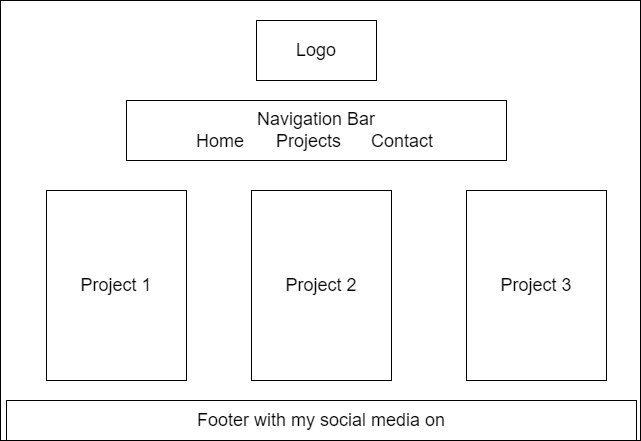 Logo
Navigation Bar
Home Projects Contact
Project 1
Project 2
Project 3
Footer with my social media on